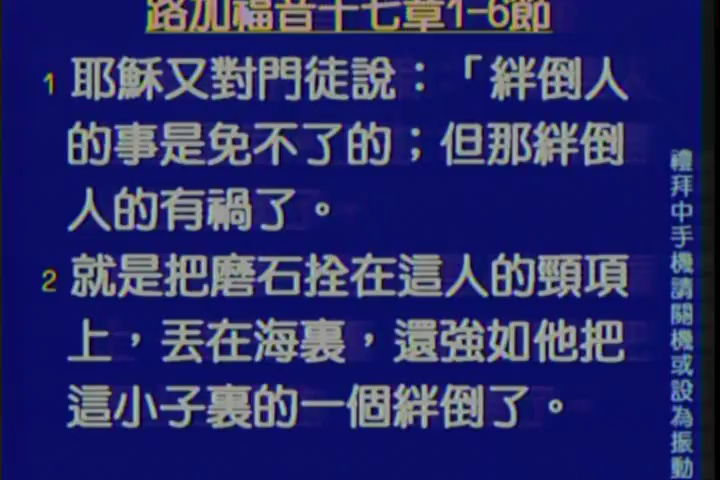 路加福音十七章1-6節
1 耶穌又對門徒說：「絆倒人
的事是免不了的；但那絆倒
人的有禍了。
2 就是把磨石拴在這人的頸項
上，丟在海裏，還強如他把
這小子裏的一個絆倒了。
禮拜中手機請關機或設為振動